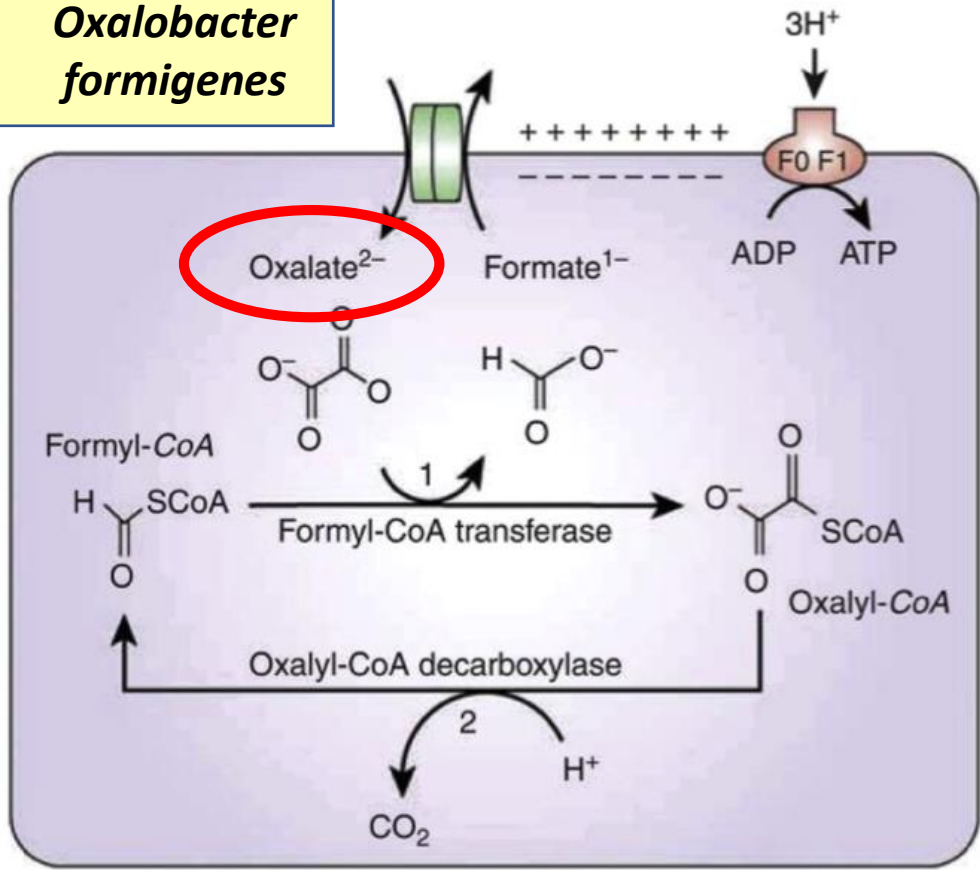 Oxalobacter
formigenes
3H⁺
+ + + + + + + +
− − − − − − − −
F0 F1
ADP ATP
Oxalate²⁻ Formate¹⁻
O
O⁻
O
O
H
O⁻
O
Formyl-CoA
H SCoA
O
1
Formyl-CoA transferase
O
O⁻
SCoA
O
Oxalyl-CoA
Oxalyl-CoA decarboxylase
2
H⁺
CO₂